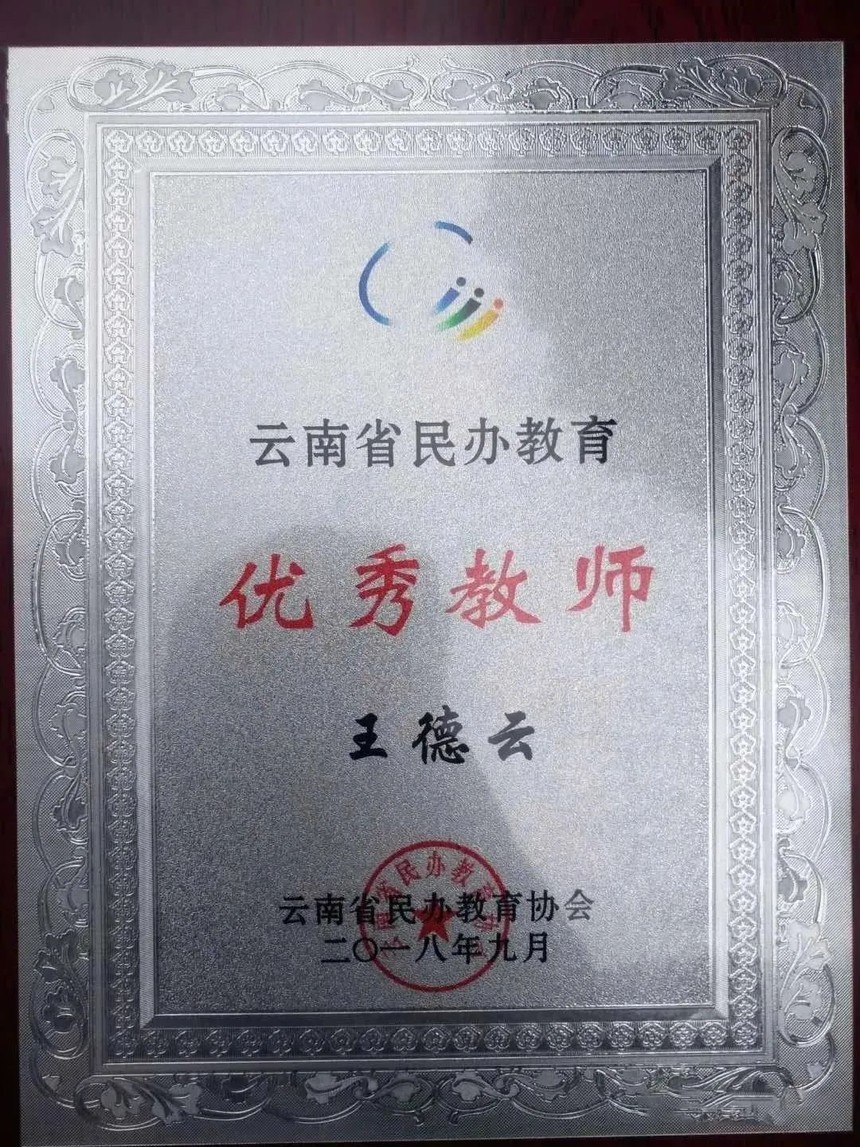 云南省民办教育
优秀教师
王德云
云南省民办教育协会
二〇一八年九月